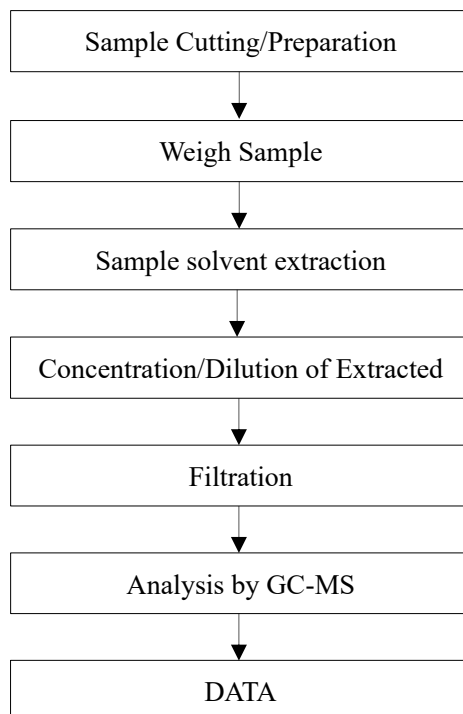 Sample Cutting/Preparation
Weigh Sample
Sample solvent extraction
Concentration/Dilution of Extracted
Filtration
Analysis by GC-MS
DATA